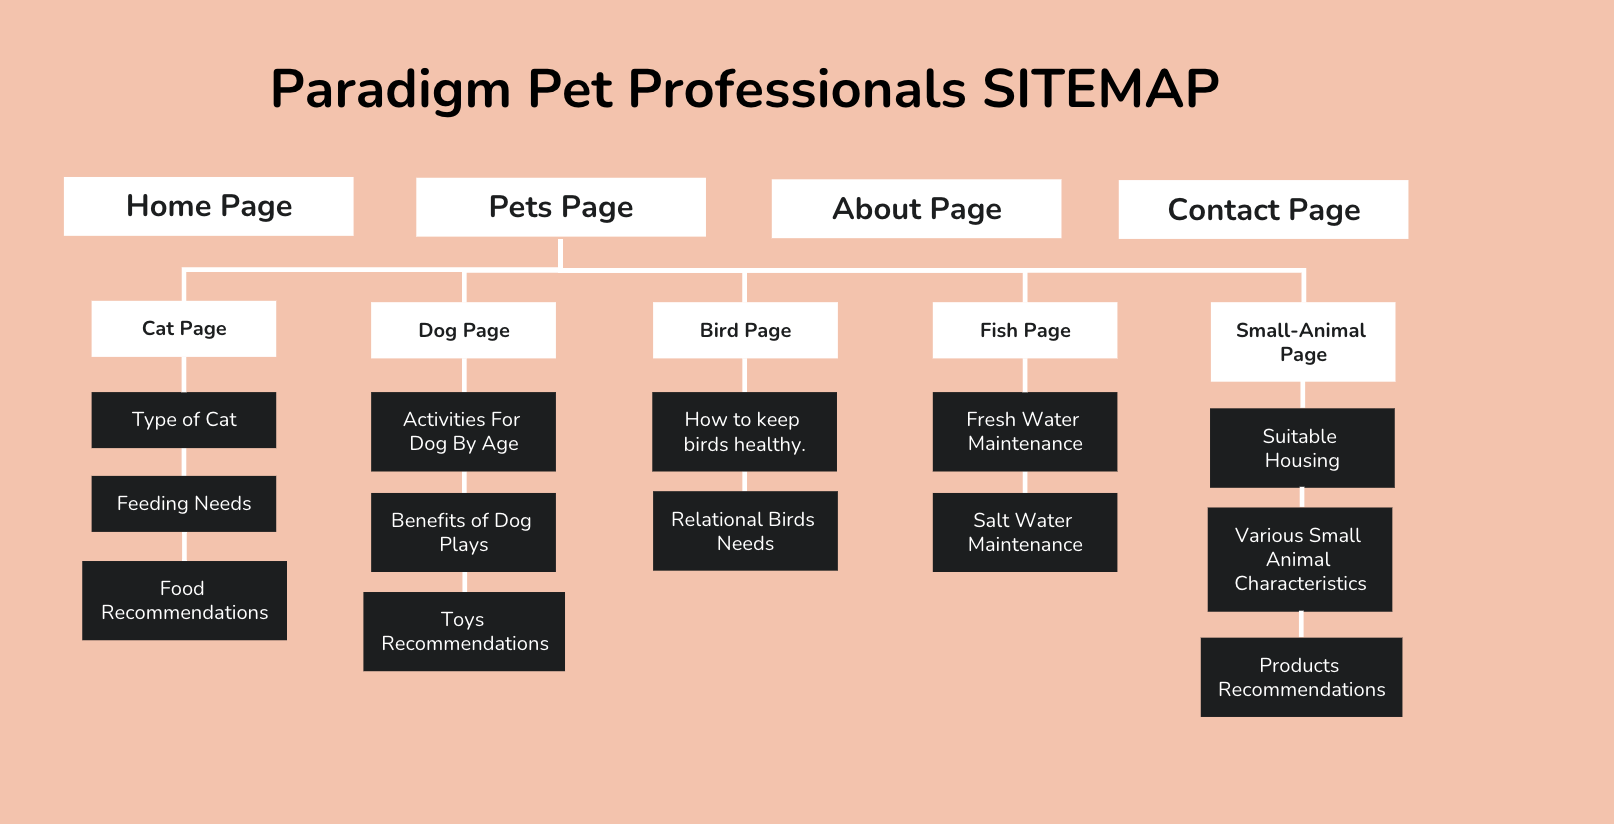 Paradigm Pet Professionals SITEMAP
Home Page
Pets Page
About Page
Contact Page
Cat Page
Dog Page
Bird Page
Fish Page
Small-Animal
Page
Type of Cat
Feeding Needs
Food
Recommendations
Activities For
Dog By Age
Benefits of Dog
Plays
Toys
Recommendations
How to keep
birds healthy.
Relational Birds
Needs
Fresh Water
Maintenance
Salt Water
Maintenance
Suitable
Housing
Various Small
Animal
Characteristics
Products
Recommendations